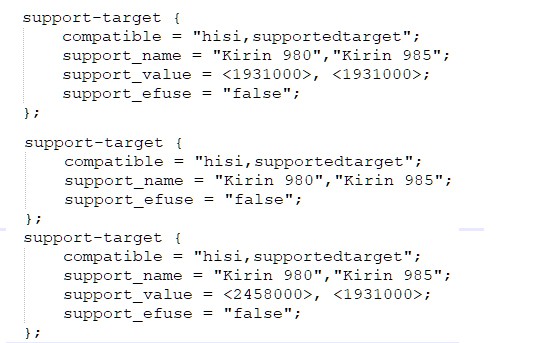 support-target {
compatible = "hisi,supportedtarget";
support_name = "Kirin 980","Kirin 985";
support_value = <1931000>, <1931000>;
support_efuse = "false";
};
support-target {
compatible = "hisi,supportedtarget";
support_name = "Kirin 980","Kirin 985";
support_efuse = "false";
};
support-target {
compatible = "hisi,supportedtarget";
support_name = "Kirin 980","Kirin 985";
support_value = <2458000>, <1931000>;
support_efuse = "false";
};